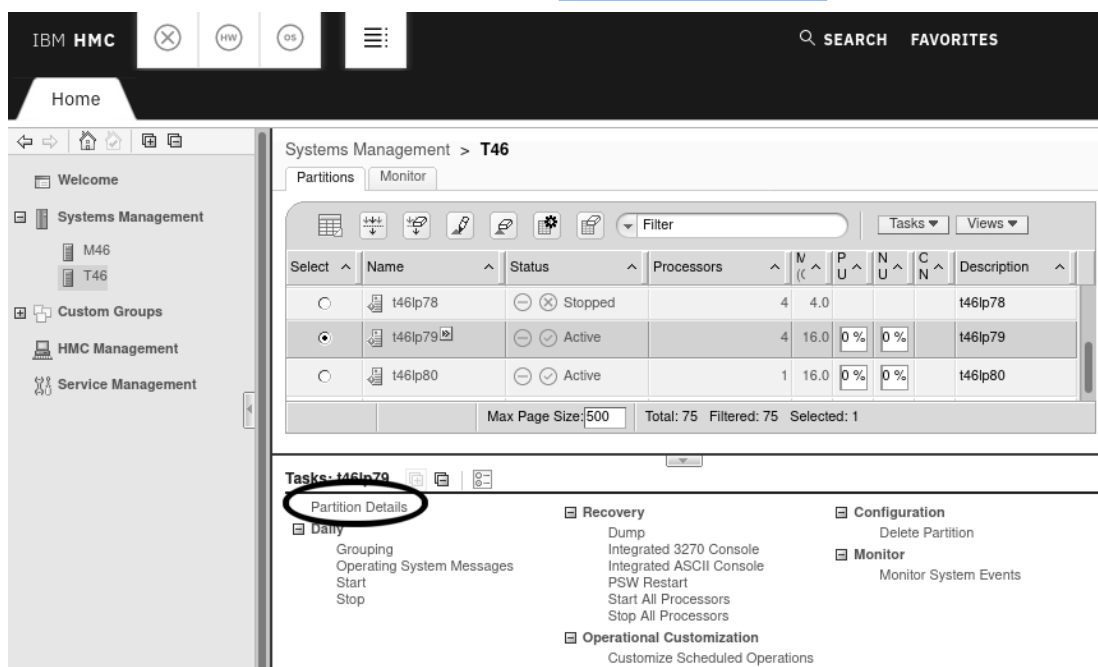 IBM HMC HW OS SEARCH FAVORITES
Home
Welcome
Systems Management
M46
T46
Custom Groups
HMC Management
Service Management
Systems Management > T46
Partitions Monitor
Filter Tasks Views
Select Name Status Processors M P N C Description
U U N
t46lp78 Stopped 4 4.0 t46lp78
t46lp79 Active 4 16.0 0 % 0 % t46lp79
t46lp80 Active 1 16.0 0 % 0 % t46lp80
Max Page Size: 500 Total: 75 Filtered: 75 Selected: 1
Tasks: t46lp79
Partition Details
Daily
Grouping
Operating System Messages
Start
Stop
Recovery
Dump
Integrated 3270 Console
Integrated ASCII Console
PSW Restart
Start All Processors
Stop All Processors
Operational Customization
Customize Scheduled Operations
Configuration
Delete Partition
Monitor
Monitor System Events